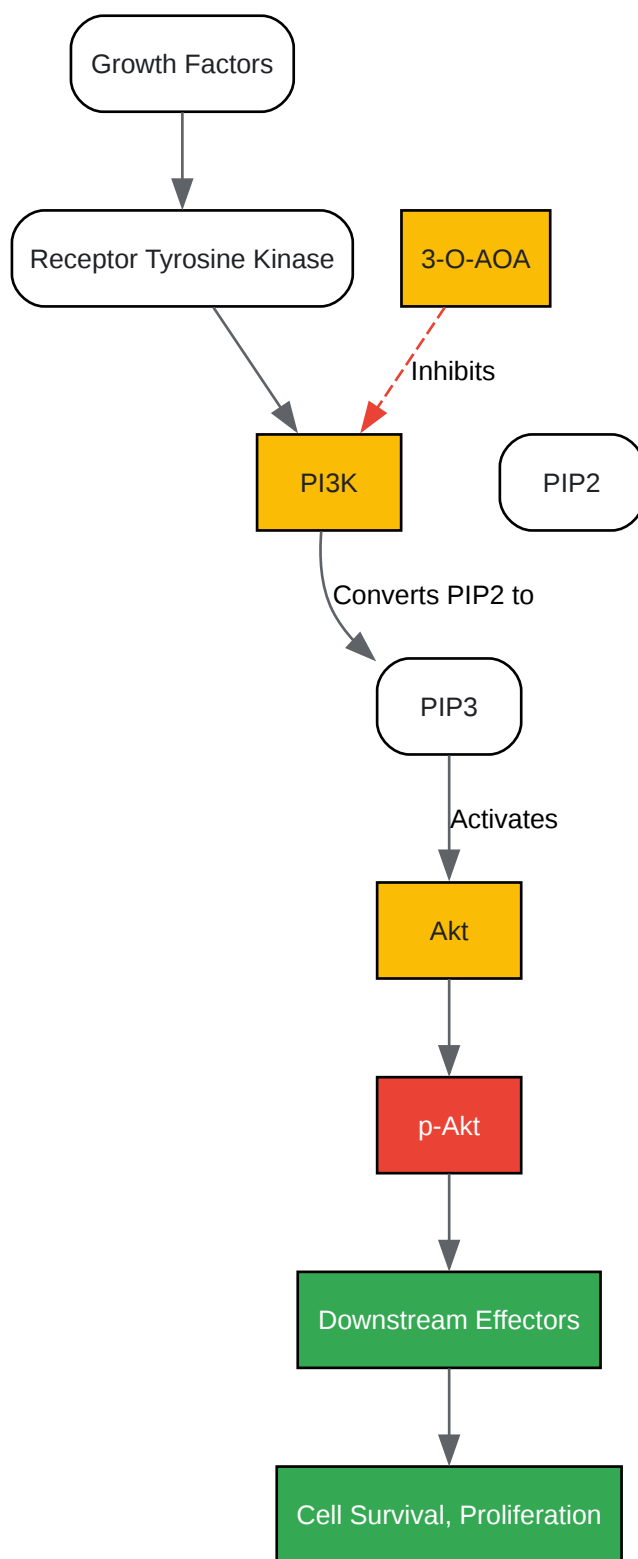 Growth Factors
Receptor Tyrosine Kinase
3-O-AOA
Inhibits
PI3K
PIP2
Converts PIP2 to
PIP3
Activates
Akt
p-Akt
Downstream Effectors
Cell Survival, Proliferation